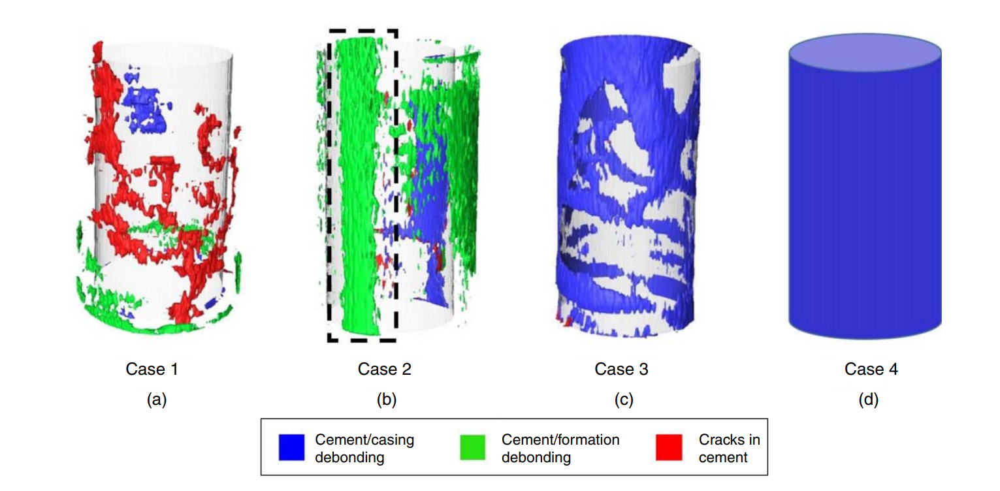 Case 1
Case 2
Case 3
Case 4
(a)
(b)
(c)
(d)
Cement/casing
debonding
Cement/formation
debonding
Cracks in
cement